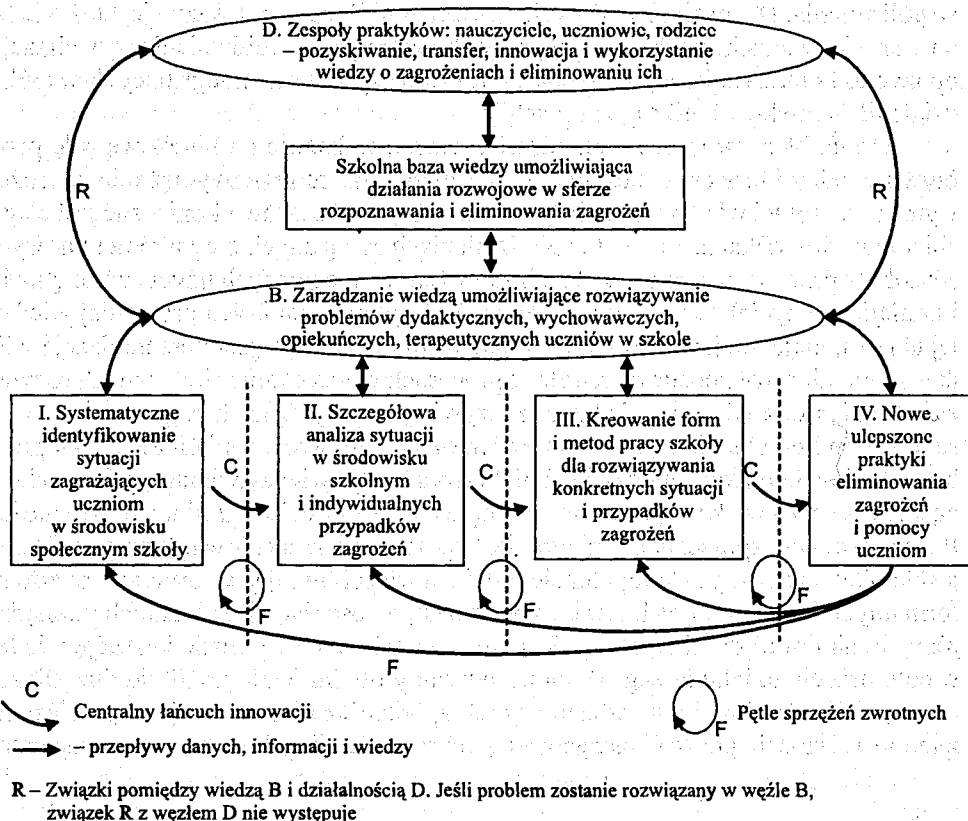 D. Zespoły praktyków: nauczyciele, uczniowie, rodzice
– pozyskiwanie, transfer, innowacja i wykorzystanie
wiedzy o zagrożeniach i eliminowaniu ich
R
R
Szkolna baza wiedzy umożliwiająca
działania rozwojowe w sferze
rozpoznawania i eliminowania zagrożeń
B. Zarządzanie wiedzą umożliwiające rozwiązywanie
problemów dydaktycznych, wychowawczych,
opiekuńczych, terapeutycznych uczniów w szkole
I. Systematyczne
identyfikowanie
sytuacji
zagrażających
uczniom
w środowisku
społecznym szkoły
C
II. Szczegółowa
analiza sytuacji
w środowisku
szkolnym
i indywidualnych
przypadków
zagrożeń
C
III. Kreowanie form
i metod pracy szkoły
dla rozwiązywania
konkretnych sytuacji
i przypadków
zagrożeń
C
IV. Nowe
ulepszone
praktyki
eliminowania
zagrożeń
i pomocy
uczniom
F
F
F
F
C
Centralny łańcuch innowacji
– przepływy danych, informacji i wiedzy
F
Pętle sprzężeń zwrotnych
R – Związki pomiędzy wiedzą B i działalnością D. Jeśli problem zostanie rozwiązany w węźle B,
związek R z węzłem D nie występuje